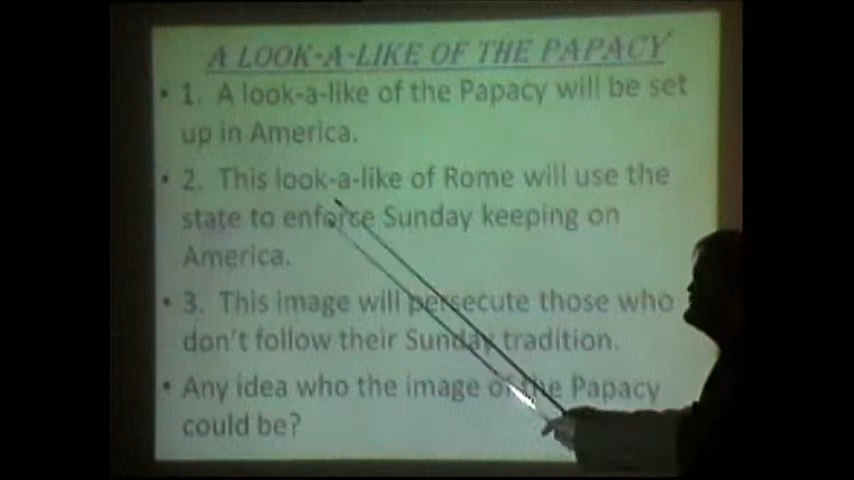 A LOOK-A-LIKE OF THE PAPACY
• 1. A look-a-like of the Papacy will be set
up in America.
• 2. This look-a-like of Rome will use the
state to enforce Sunday keeping on
America.
• 3. This image will persecute those who
don't follow their Sunday tradition.
• Any idea who the image of the Papacy
could be?